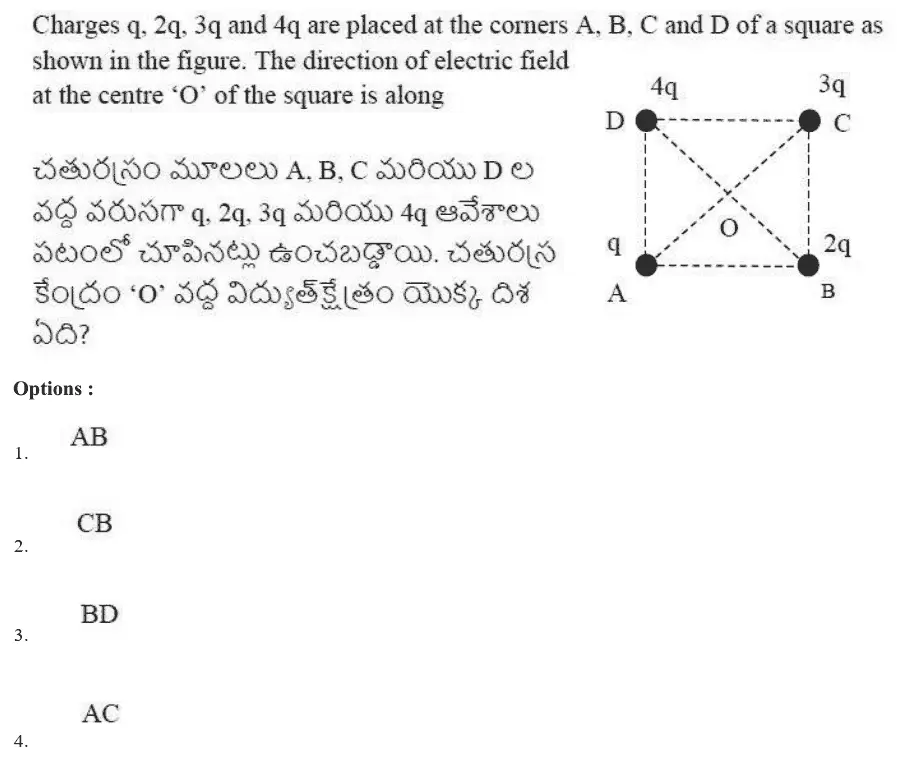 Charges q, 2q, 3q and 4q are placed at the corners A, B, C and D of a square as
shown in the figure. The direction of electric field
at the centre ‘O’ of the square is along
4q
3q
D
C
O
q
2q
A
B
చతురస్రం మూలలు A, B, C మరియు D ల
వద్ద వరుసగా q, 2q, 3q మరియు 4q ఆవేశాలు
పటంలో చూపినట్లు ఉంచబడ్డాయి. చతురస్ర
కేంద్రం ‘O’ వద్ద విద్యుత్‌క్షేత్రం యొక్క దిశ
ఏది?
Options :
1. AB
2. CB
3. BD
4. AC